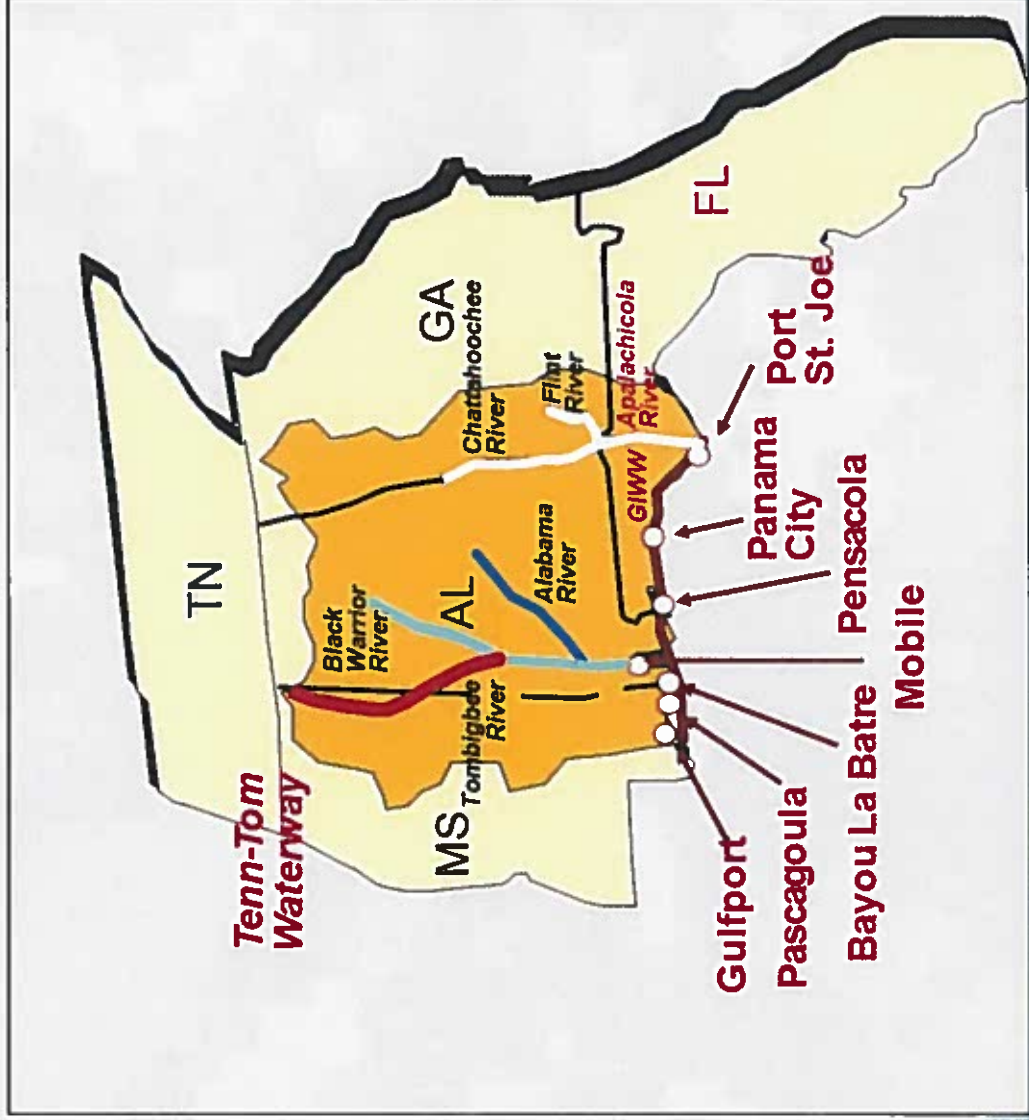 Tenn-Tom
Waterway
TN
Black
Warrior
River
MS
Tombigbee
River
AL
Alabama
River
GA
Chattahoochee
River
Flint
River
Apalachicola
River
GIWW
FL
Gulfport
Pascagoula
Bayou La Batre
Mobile
Pensacola
Panama
City
Port
St. Joe